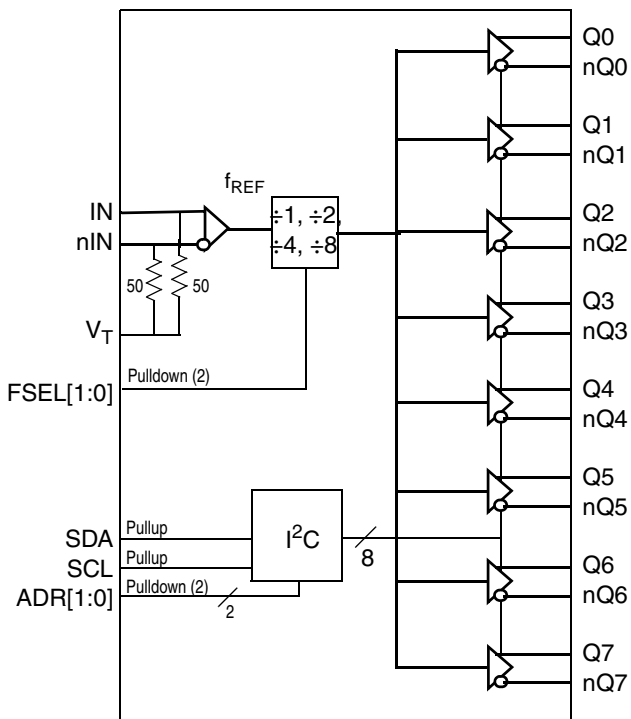 Q0
nQ0
Q1
nQ1
fREF
IN
÷1, ÷2,
Q2
nIN
÷4, ÷8
nQ2
50
50
Q3
VT
nQ3
Pulldown (2)
FSEL[1:0]
Q4
nQ4
Q5
nQ5
SDA
Pullup
I²C
8
SCL
Pullup
Q6
ADR[1:0]
Pulldown (2)
2
nQ6
Q7
nQ7